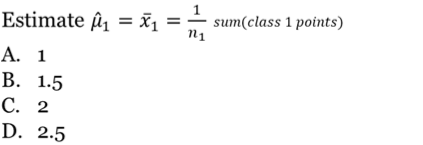 Estimate μ̂₁ = x̄₁ = 1/n₁ sum(class 1 points)
A. 1
B. 1.5
C. 2
D. 2.5